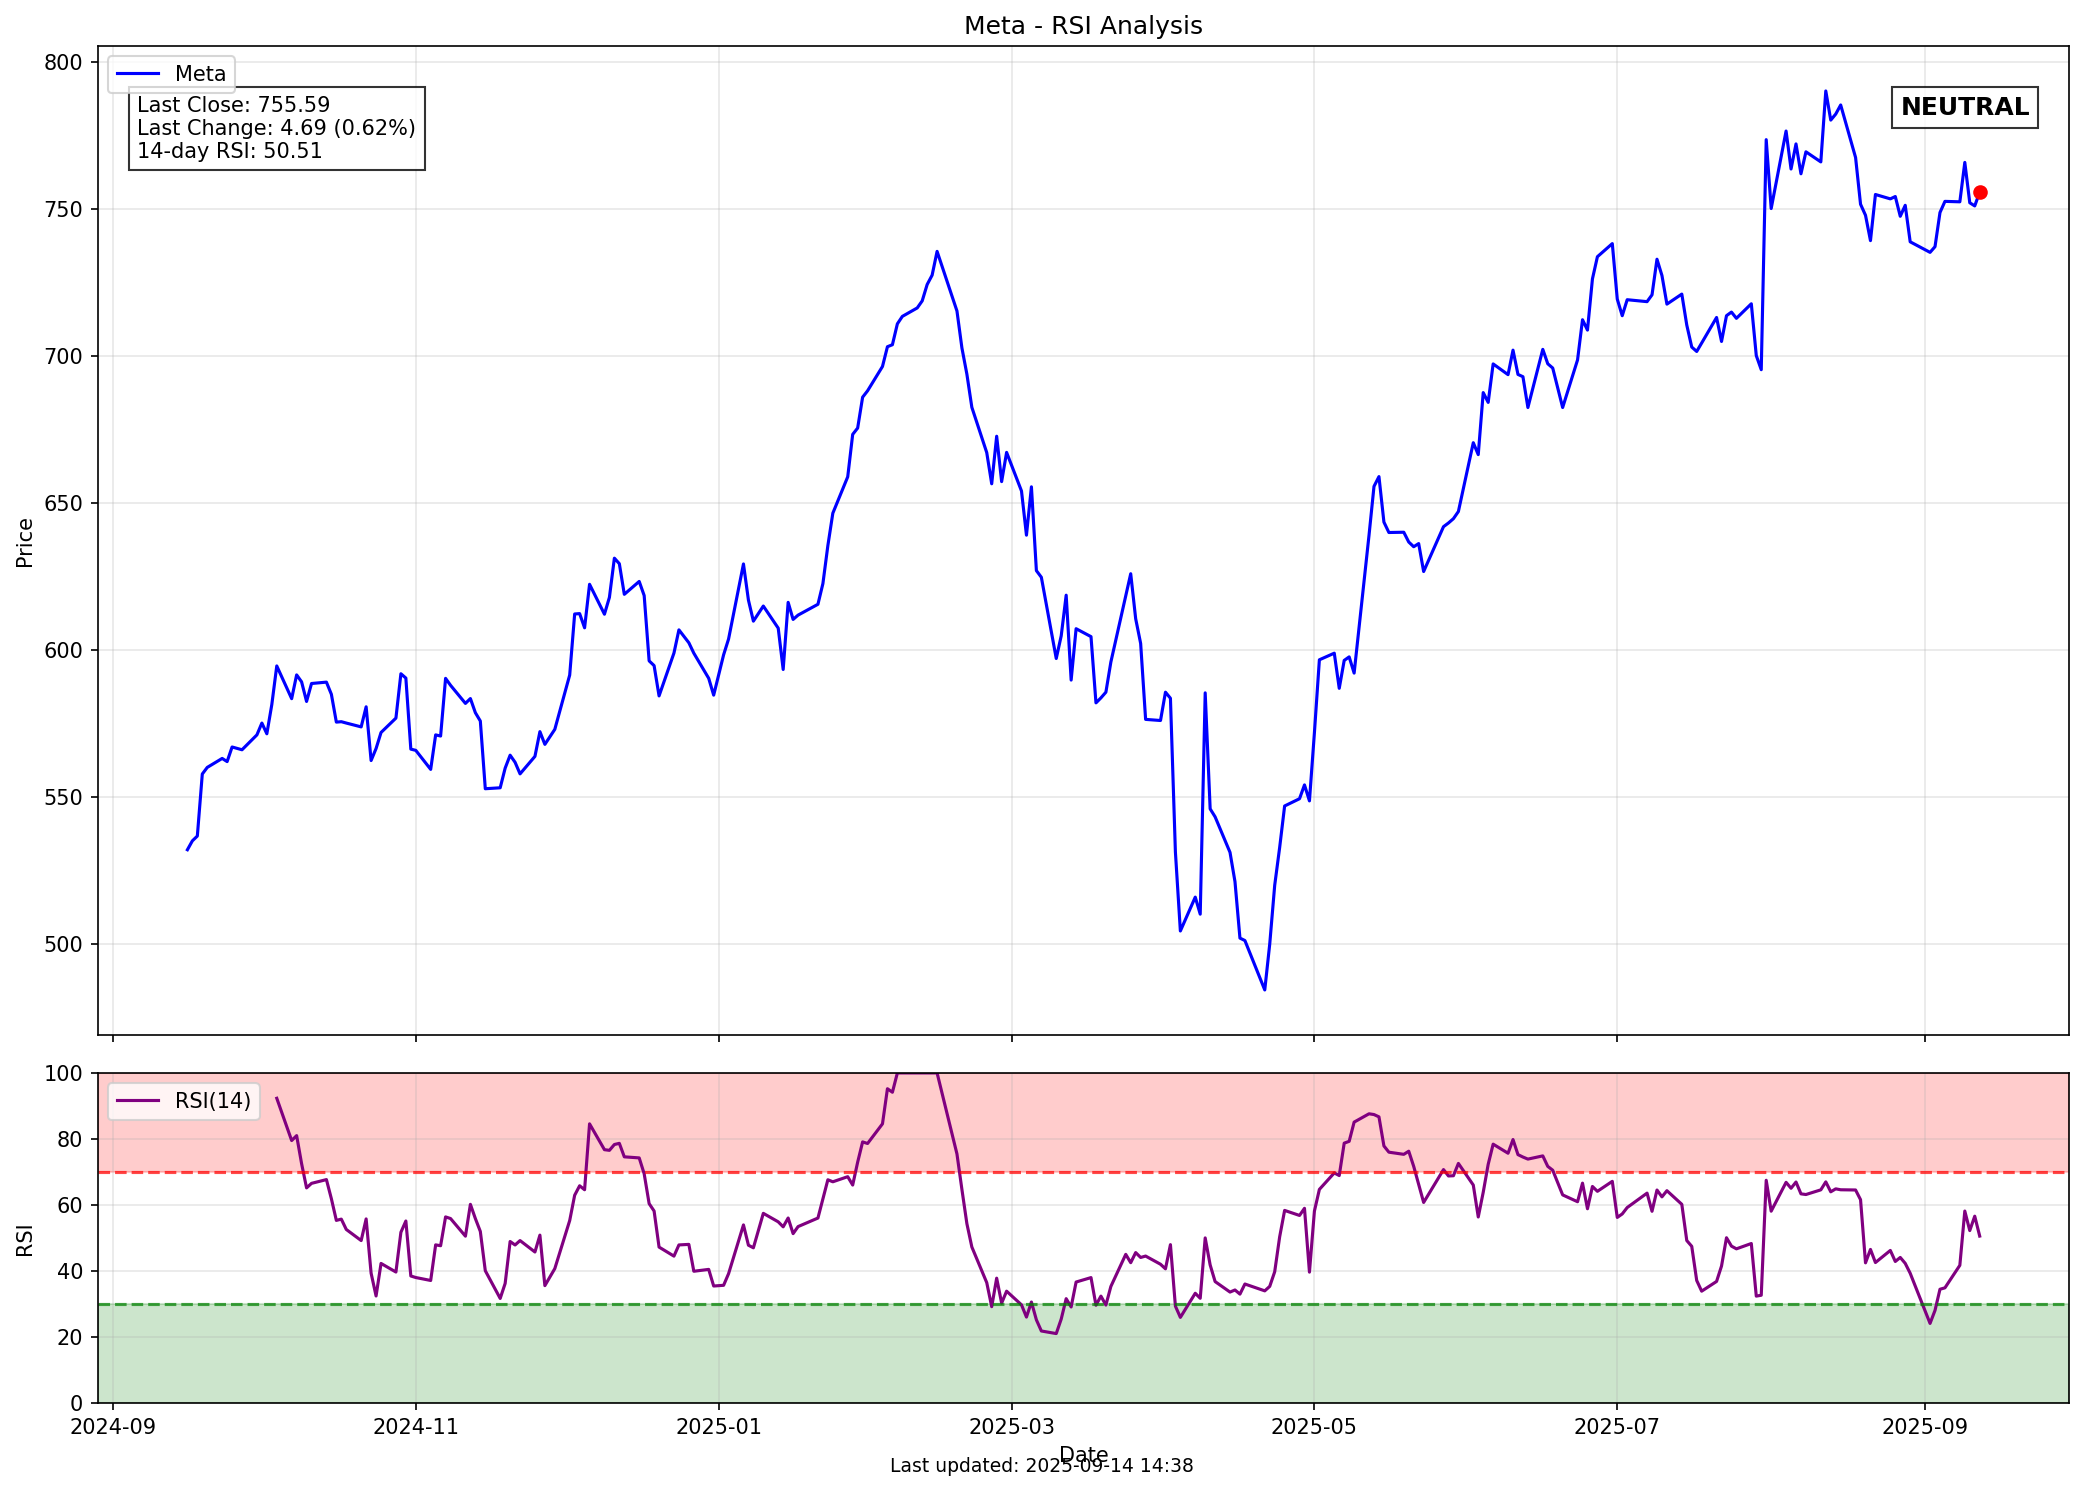 Meta - RSI Analysis
Meta
Last Close: 755.59
Last Change: 4.69 (0.62%)
14-day RSI: 50.51
NEUTRAL
800
750
700
650
600
550
500
Price
RSI(14)
100
80
60
40
20
0
RSI
2024-09
2024-11
2025-01
2025-03
2025-05
2025-07
2025-09
Date
Last updated: 2025-09-14 14:38